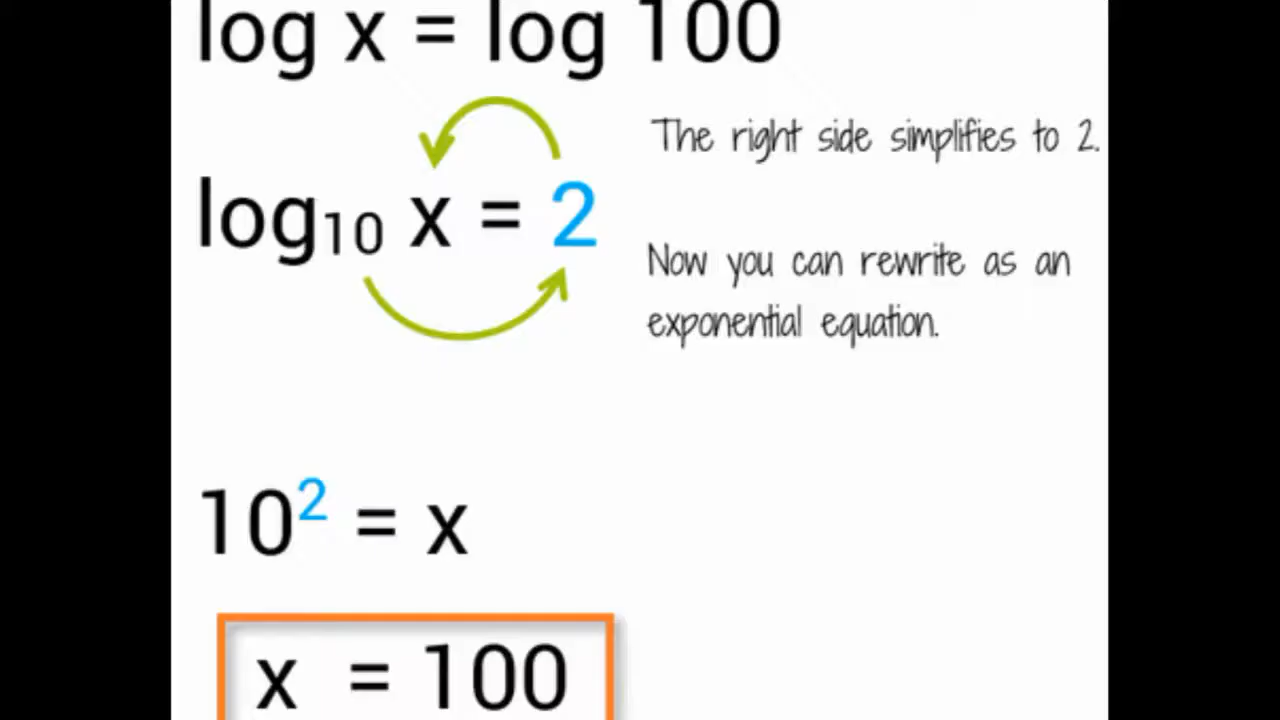 log x = log 100
The right side simplifies to 2.
log₁₀ x = 2
Now you can rewrite as an
exponential equation.
10² = x
x = 100